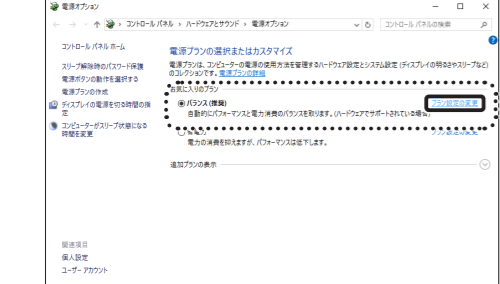 電源オプション
コントロール パネル › ハードウェアとサウンド › 電源オプション
コントロール パネルの検索
コントロール パネル ホーム
スリープ解除時のパスワード保護
電源ボタンの動作を選択する
電源プランの作成
ディスプレイの電源を切る時間の指定
コンピューターがスリープ状態になる
時間を変更
電源プランの選択またはカスタマイズ
電源プランは、コンピューターの電源の使用方法を管理するハードウェア設定とシステム設定 (ディスプレイの明るさやスリープなど)
のコレクションです。電源プランの詳細
お気に入りのプラン
バランス (推奨)
プラン設定の変更
自動的にパフォーマンスと電力消費のバランスを取ります。(ハードウェアでサポートされている場合)
省電力
プラン設定の変更
電力の消費を抑えますが、パフォーマンスは低下します。
追加プランの表示
関連項目
個人設定
ユーザー アカウント